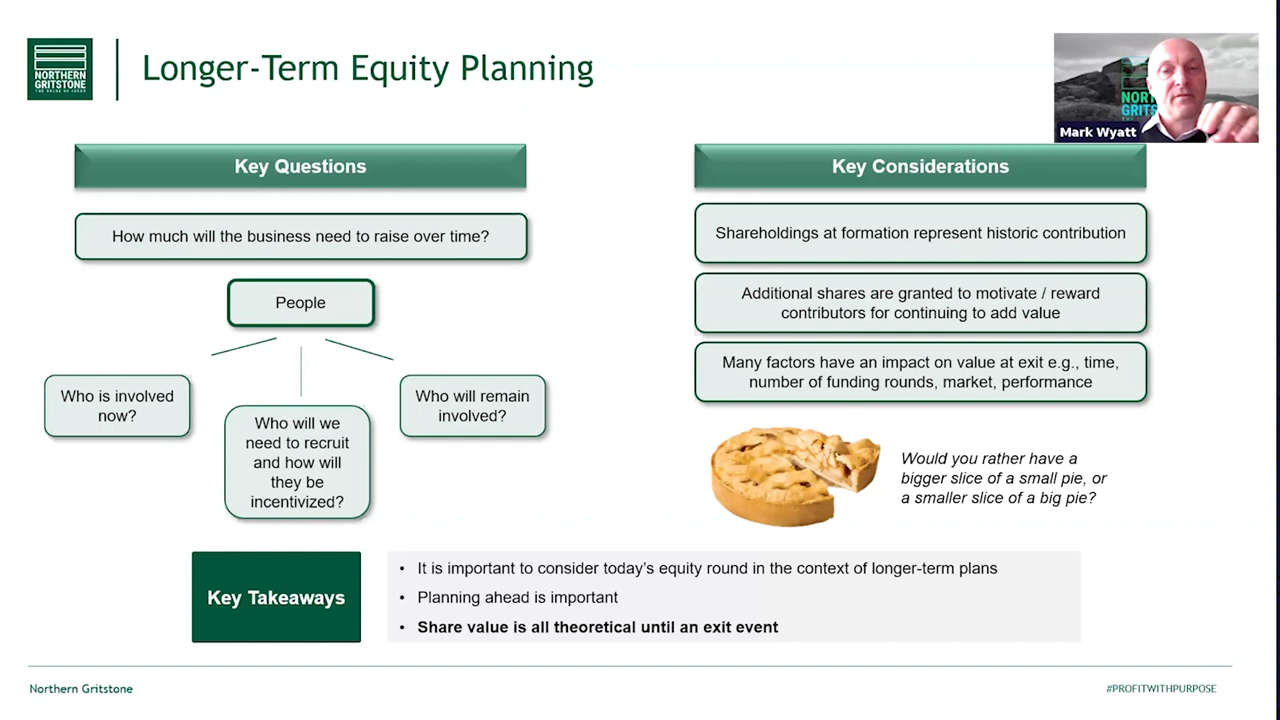 NORTHERN
GRITSTONE
THE VALUE OF IDEAS
Longer-Term Equity Planning
NORT
GRITS
Mark Wyatt
Key Questions
How much will the business need to raise over time?
People
Who is involved
now?
Who will we
need to recruit
and how will
they be
incentivized?
Who will remain
involved?
Key Considerations
Shareholdings at formation represent historic contribution
Additional shares are granted to motivate / reward
contributors for continuing to add value
Many factors have an impact on value at exit e.g., time,
number of funding rounds, market, performance
Would you rather have a
bigger slice of a small pie, or
a smaller slice of a big pie?
Key Takeaways
• It is important to consider today’s equity round in the context of longer-term plans
• Planning ahead is important
• Share value is all theoretical until an exit event
Northern Gritstone
#PROFITWITHPURPOSE